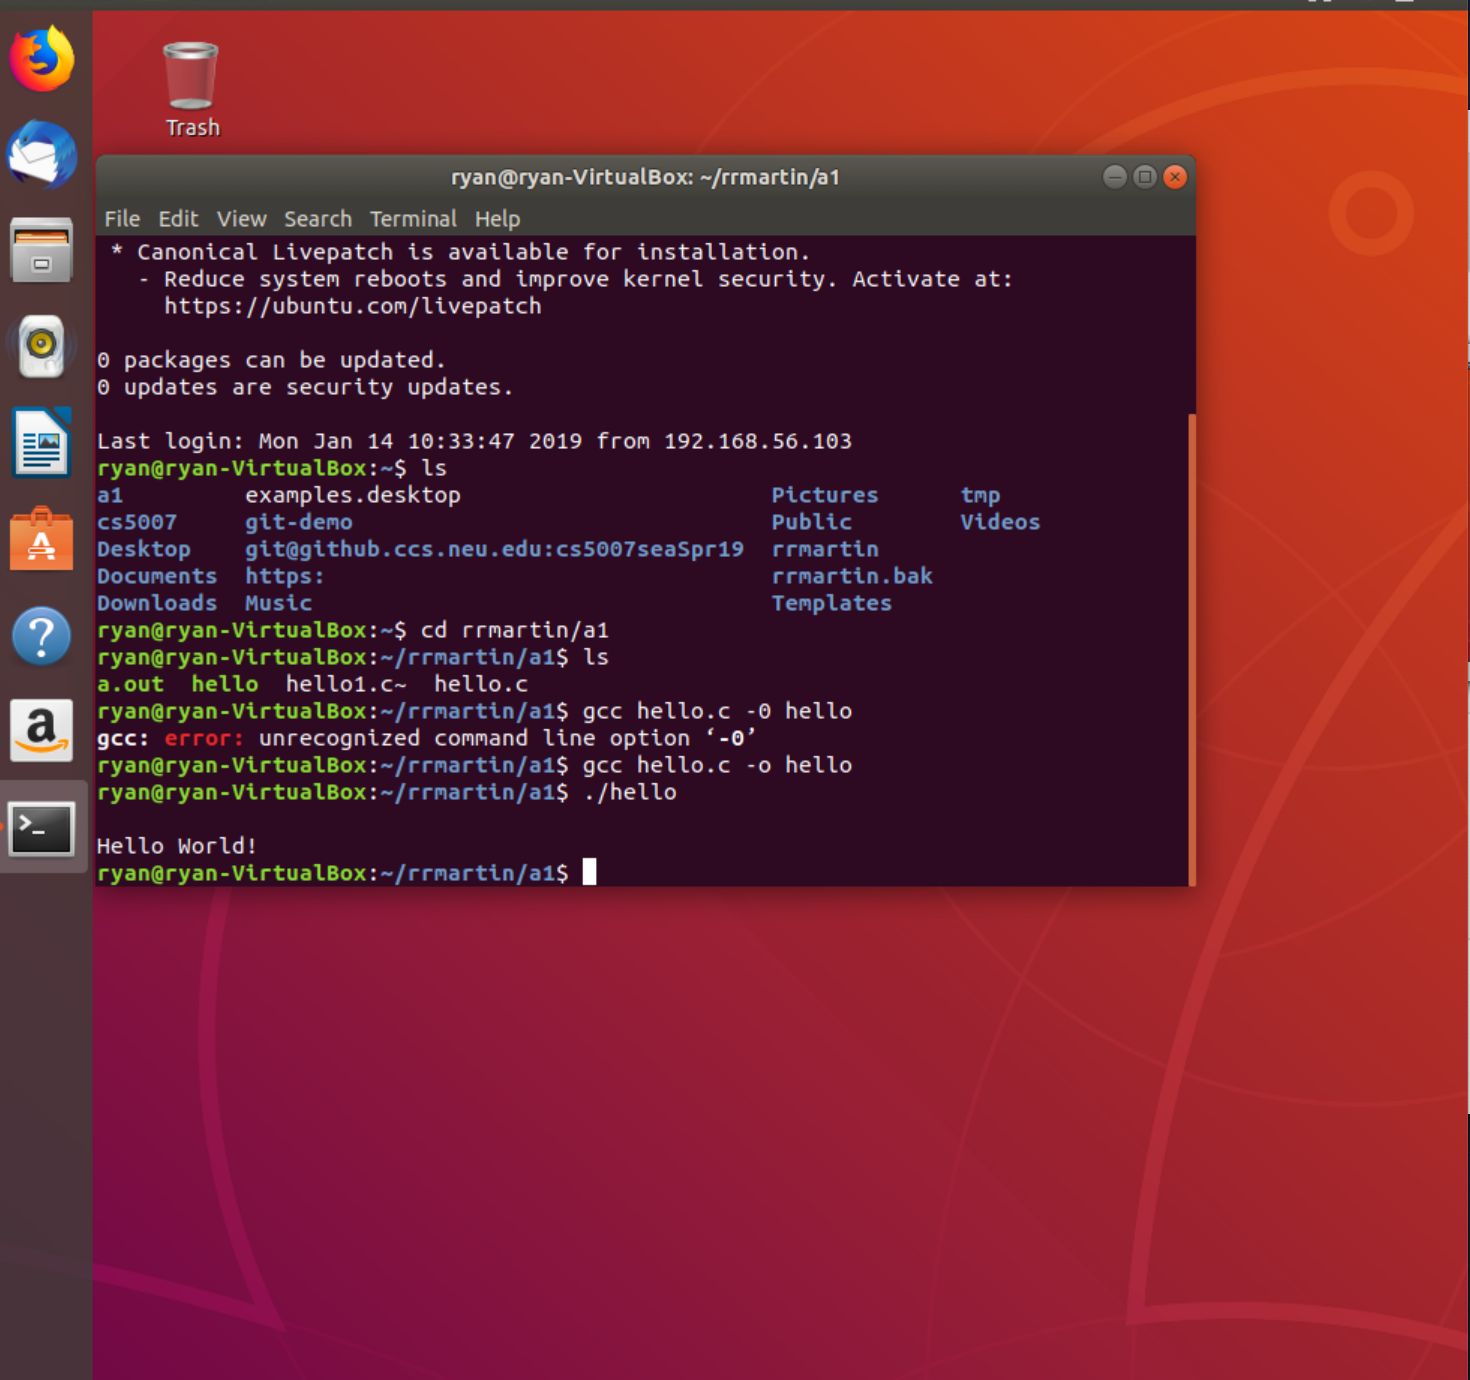 Trash
ryan@ryan-VirtualBox: ~/rrmartin/a1
File Edit View Search Terminal Help
* Canonical Livepatch is available for installation.
- Reduce system reboots and improve kernel security. Activate at:
https://ubuntu.com/livepatch
0 packages can be updated.
0 updates are security updates.
Last login: Mon Jan 14 10:33:47 2019 from 192.168.56.103
ryan@ryan-VirtualBox:~$ ls
a1 examples.desktop Pictures tmp
cs5007 git-demo Public Videos
Desktop git@github.ccs.neu.edu:cs5007seaSpr19 rrmartin
Documents https: rrmartin.bak
Downloads Music Templates
ryan@ryan-VirtualBox:~$ cd rrmartin/a1
ryan@ryan-VirtualBox:~/rrmartin/a1$ ls
a.out hello hello1.c~ hello.c
ryan@ryan-VirtualBox:~/rrmartin/a1$ gcc hello.c -0 hello
gcc: error: unrecognized command line option ‘-0’
ryan@ryan-VirtualBox:~/rrmartin/a1$ gcc hello.c -o hello
ryan@ryan-VirtualBox:~/rrmartin/a1$ ./hello
Hello World!
ryan@ryan-VirtualBox:~/rrmartin/a1$